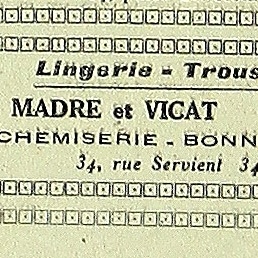 Lingerie - Trous
MADRE et VICAT
CHEMISERIE - BONN
34, rue Servient 34